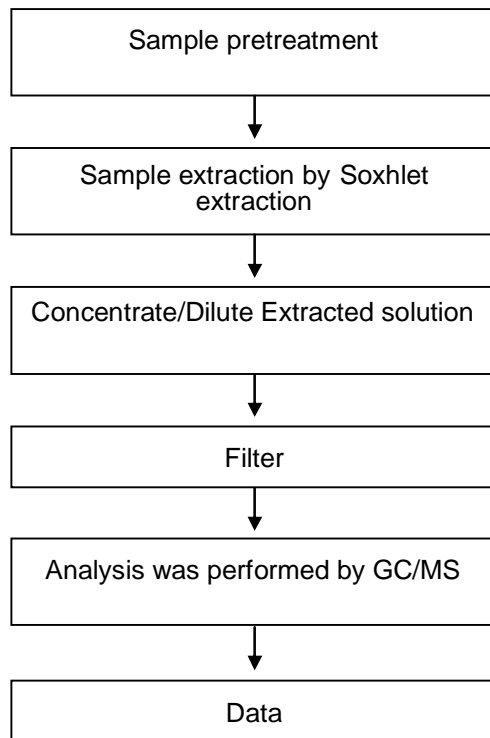 Sample pretreatment
Sample extraction by Soxhlet
extraction
Concentrate/Dilute Extracted solution
Filter
Analysis was performed by GC/MS
Data